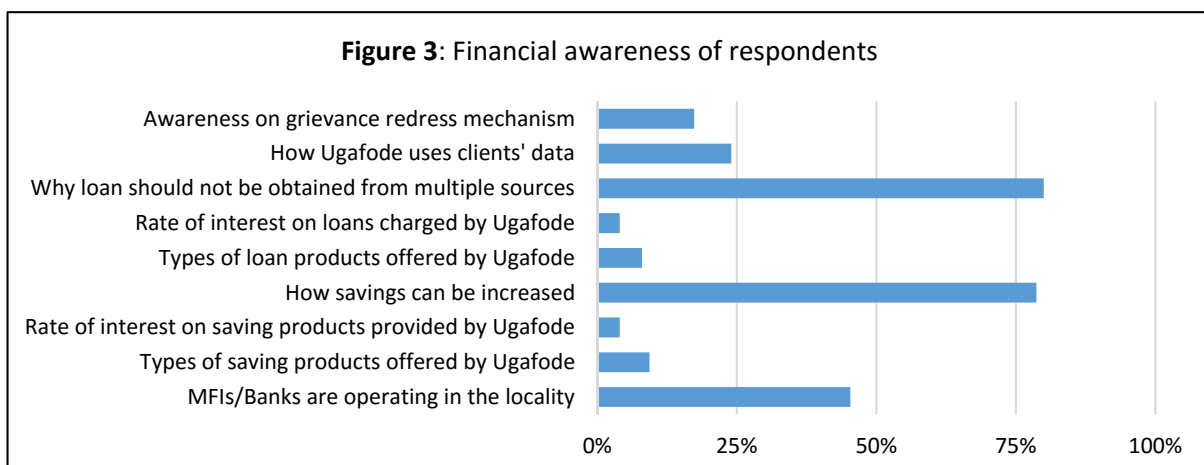 Figure 3: Financial awareness of respondents
Awareness on grievance redress mechanism
How Ugafode uses clients' data
Why loan should not be obtained from multiple sources
Rate of interest on loans charged by Ugafode
Types of loan products offered by Ugafode
How savings can be increased
Rate of interest on saving products provided by Ugafode
Types of saving products offered by Ugafode
MFIs/Banks are operating in the locality
0% 25% 50% 75% 100%